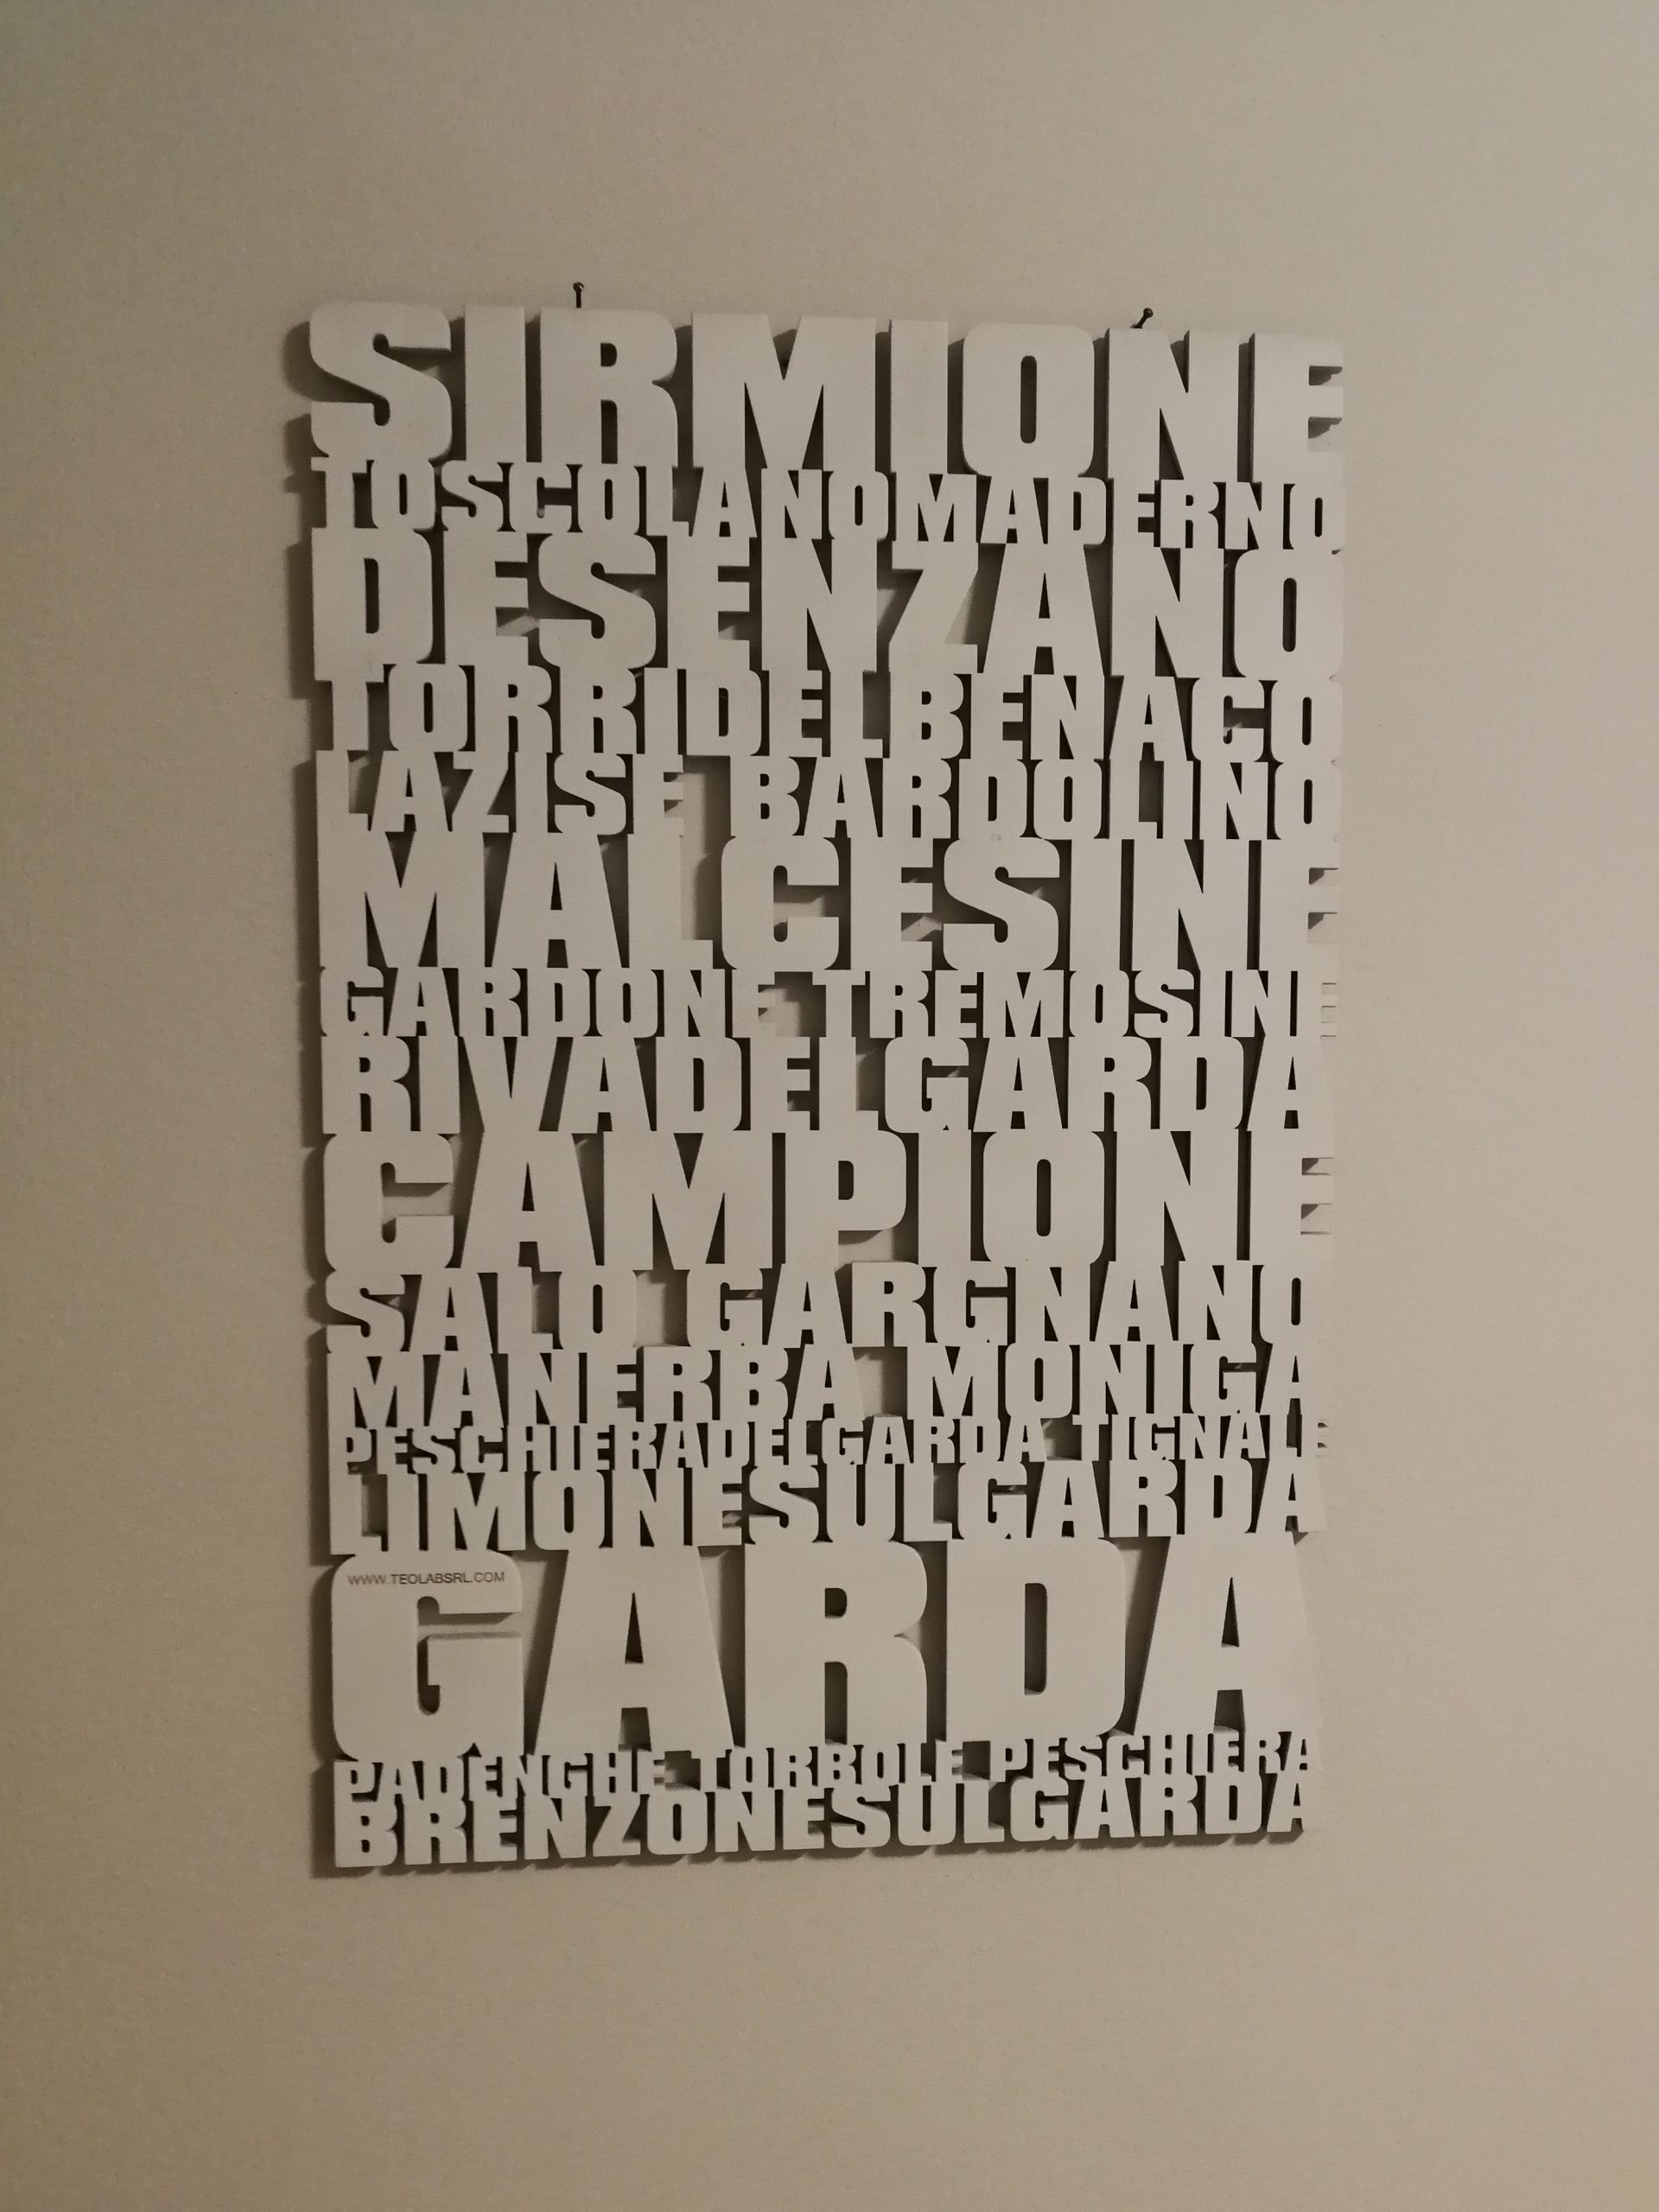 SIRMIONE
TOSCOLANOMADERNO
DESENZANO
TORRIDELBENACO
LAZISE BARDOLINO
MALCESINE
GARDONE TREMOSINE
RIVADELGARDA
CAMPIONE
SALO GARGNANO
MANERBA MONIGA
PESCHIERADELGARDA TIGNALE
LIMONESULGARDA
WWW.TEOLABSRL.COM
GARDA
PADENGHE TORBOLE PESCHIERA
BRENZONESULGARDA